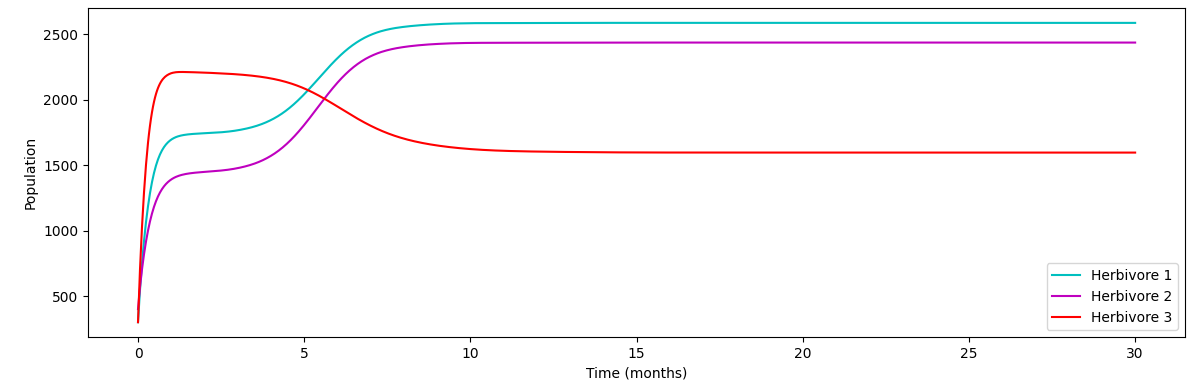 2500
2000
1500
1000
500
Population
0 5 10 15 20 25 30
Time (months)
Herbivore 1
Herbivore 2
Herbivore 3